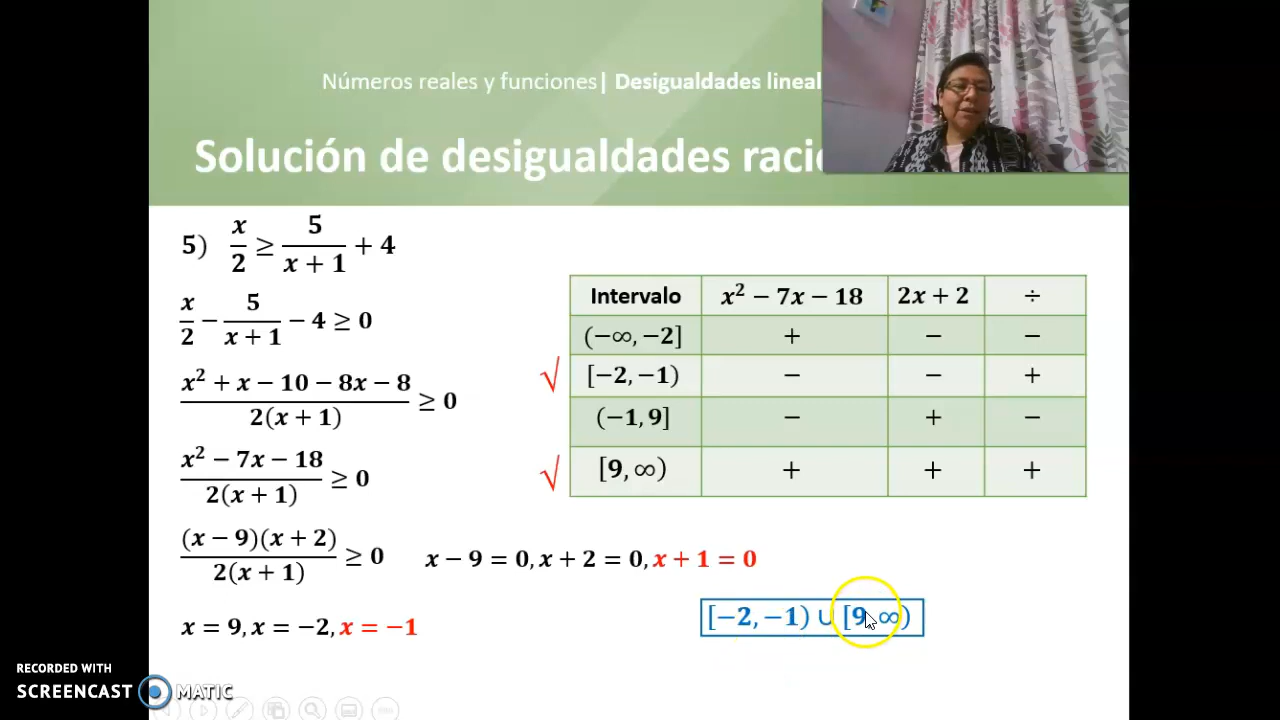 Números reales y funciones| Desigualdades lineal
Solución de desigualdades racio
5) x/2 ≥ 5/(x + 1) + 4
x/2 − 5/(x + 1) − 4 ≥ 0
(x² + x − 10 − 8x − 8)/(2(x + 1)) ≥ 0
(x² − 7x − 18)/(2(x + 1)) ≥ 0
((x − 9)(x + 2))/(2(x + 1)) ≥ 0 x − 9 = 0, x + 2 = 0, x + 1 = 0
x = 9, x = −2, x = −1
Intervalo x² − 7x − 18 2x + 2 ÷
(−∞, −2] + − −
√ [−2, −1) − − +
(−1, 9] − + −
√ [9, ∞) + + +
[−2, −1) ∪ [9, ∞)
RECORDED WITH
SCREENCAST MATIC